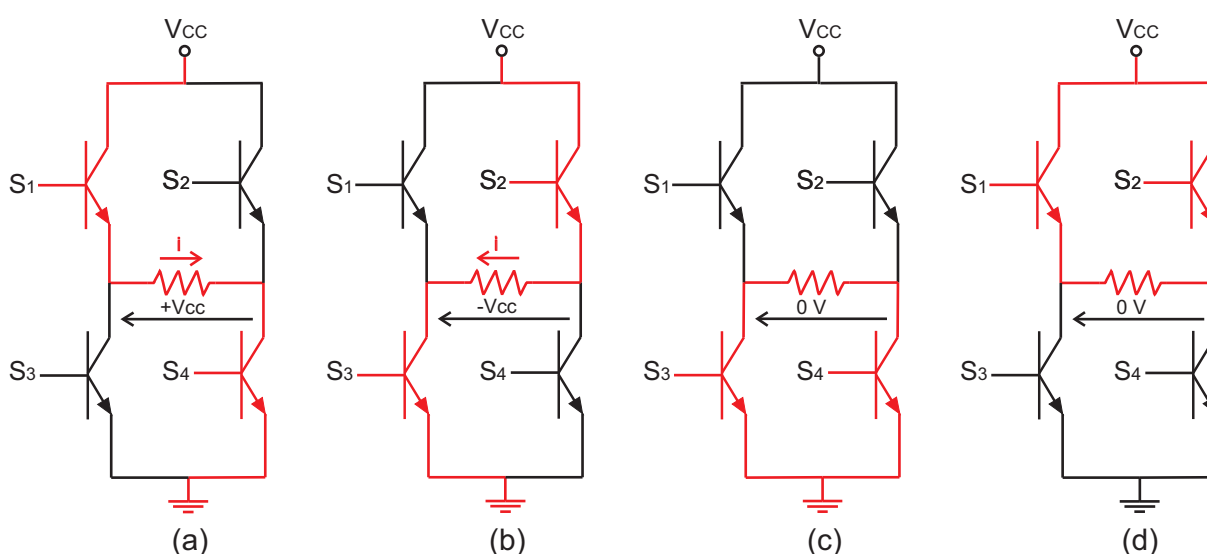 VCC VCC VCC VCC
S1 S2 S1 S2 S1 S2 S1 S2
i i
+VCC -VCC 0 V 0 V
S3 S4 S3 S4 S3 S4 S3 S4
(a) (b) (c) (d)